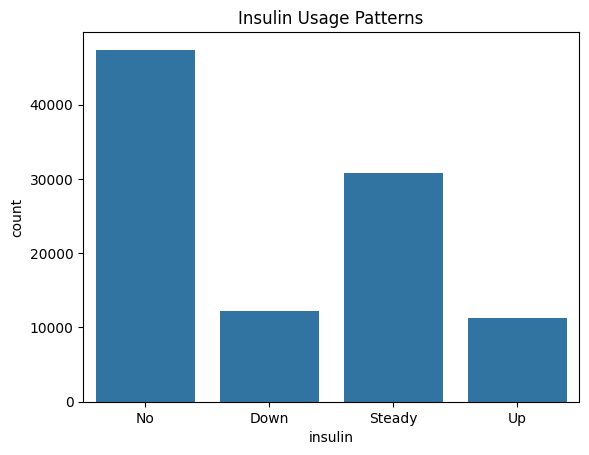 Insulin Usage Patterns
40000
30000
20000
10000
0
count
No Down Steady Up
insulin